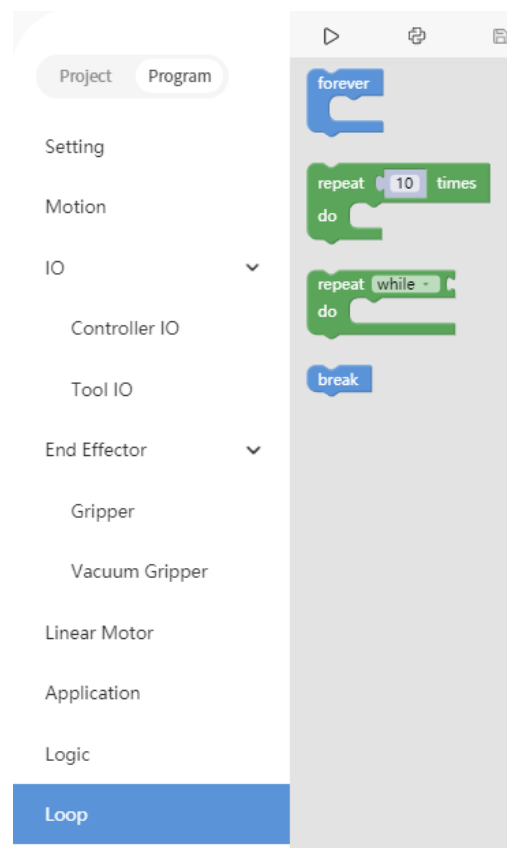 Project Program
Setting
Motion
IO
Controller IO
Tool IO
End Effector
Gripper
Vacuum Gripper
Linear Motor
Application
Logic
Loop
forever
repeat 10 times
do
repeat while
do
break